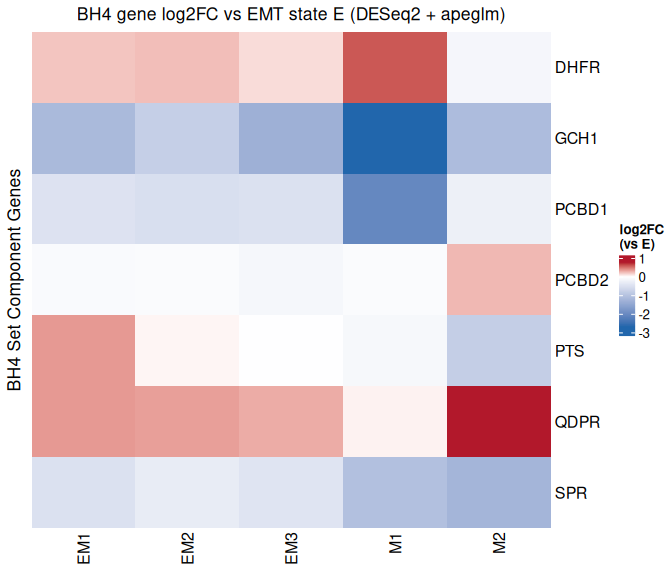 BH4 gene log2FC vs EMT state E (DESeq2 + apeglm)
BH4 Set Component Genes
DHFR
GCH1
PCBD1
PCBD2
PTS
QDPR
SPR
EM1
EM2
EM3
M1
M2
log2FC
(vs E)
1
0
-1
-2
-3